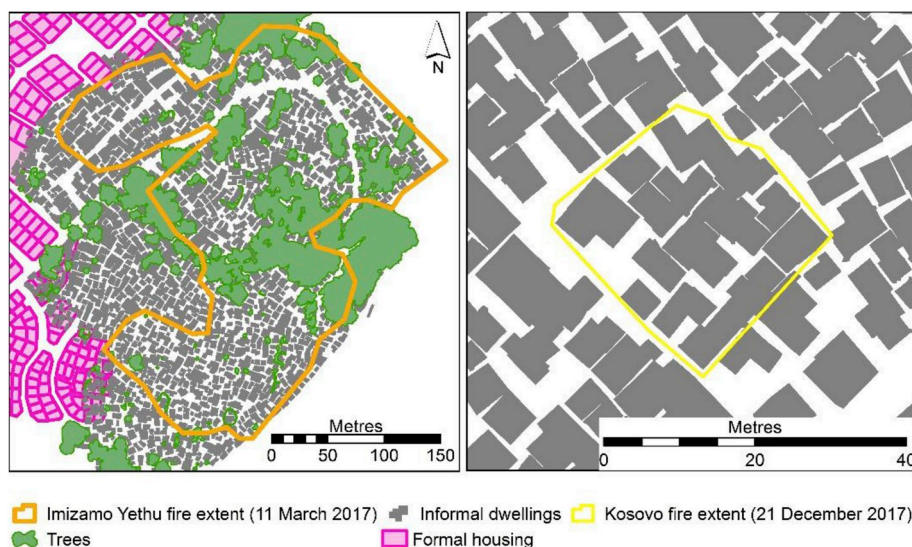 N
Metres
0 50 100 150
Metres
0 20 40
Imizamo Yethu fire extent (11 March 2017)
Informal dwellings
Kosovo fire extent (21 December 2017)
Trees
Formal housing